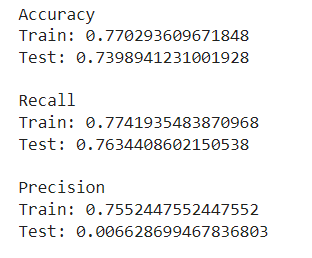 Accuracy
Train: 0.770293609671848
Test: 0.7398941231001928
Recall
Train: 0.7741935483870968
Test: 0.7634408602150538
Precision
Train: 0.7552447552447552
Test: 0.006628699467836803